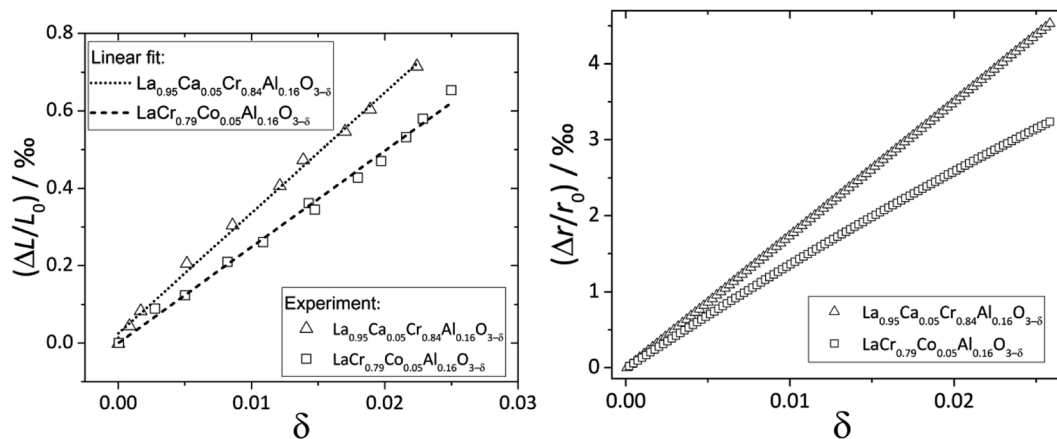 (ΔL/L₀) / ‰
0.8
0.6
0.4
0.2
0.0
Linear fit:
La₀.₉₅Ca₀.₀₅Cr₀.₈₄Al₀.₁₆O₃₋δ
LaCr₀.₇₉Co₀.₀₅Al₀.₁₆O₃₋δ
Experiment:
La₀.₉₅Ca₀.₀₅Cr₀.₈₄Al₀.₁₆O₃₋δ
LaCr₀.₇₉Co₀.₀₅Al₀.₁₆O₃₋δ
0.00 0.01 0.02 0.03
δ
(Δr/r₀) / ‰
4
3
2
1
0
La₀.₉₅Ca₀.₀₅Cr₀.₈₄Al₀.₁₆O₃₋δ
LaCr₀.₇₉Co₀.₀₅Al₀.₁₆O₃₋δ
0.00 0.01 0.02
δ